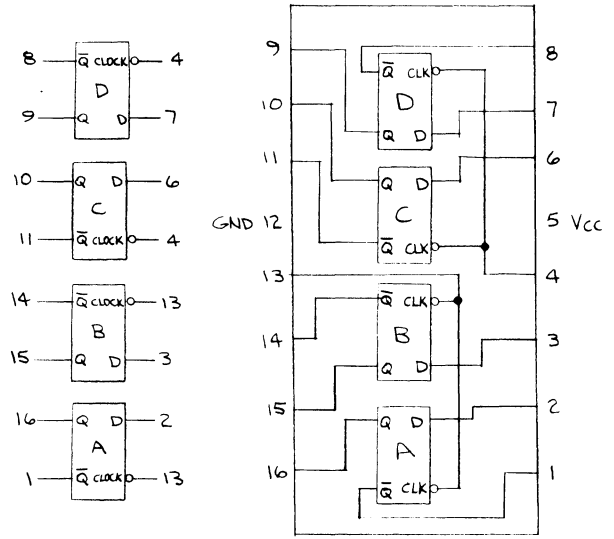 8 Q̅ CLOCK 4
D
9 Q D 7
10 Q D 6
C
11 Q̅ CLOCK 4
14 Q̅ CLOCK 13
B
15 Q D 3
16 Q D 2
A
1 Q̅ CLOCK 13
9 8
Q̅ CLK
D
10 7
Q D
11 6
Q D
C
GND 12 5 Vcc
Q̅ CLK
13 4
Q̅ CLK
B
14 3
Q D
15 2
Q D
A
16 1
Q̅ CLK